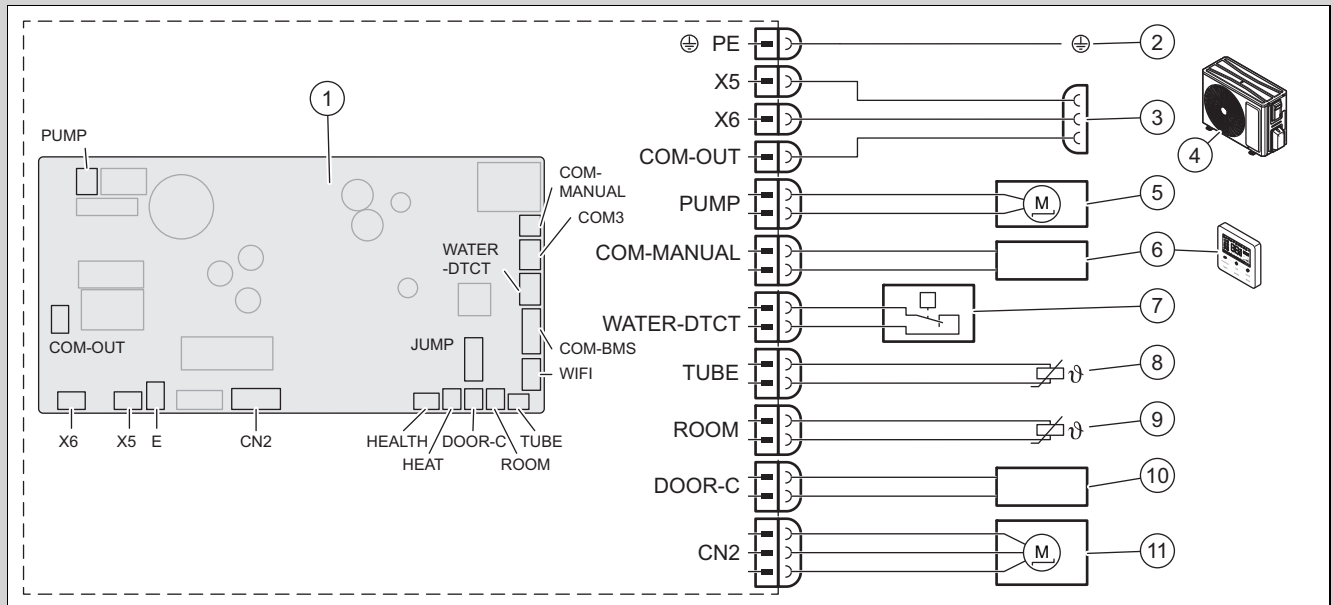 PE
2
X5
1
X6
3
PUMP
COM-OUT
4
COM-
MANUAL
COM3
PUMP
M
5
WATER
-DTCT
COM-MANUAL
6
WATER-DTCT
7
COM-OUT
JUMP
COM-BMS
WIFI
TUBE
ϑ
8
X6
X5
E
CN2
HEALTH
HEAT
DOOR-C
ROOM
TUBE
ROOM
ϑ
9
DOOR-C
10
CN2
M
11